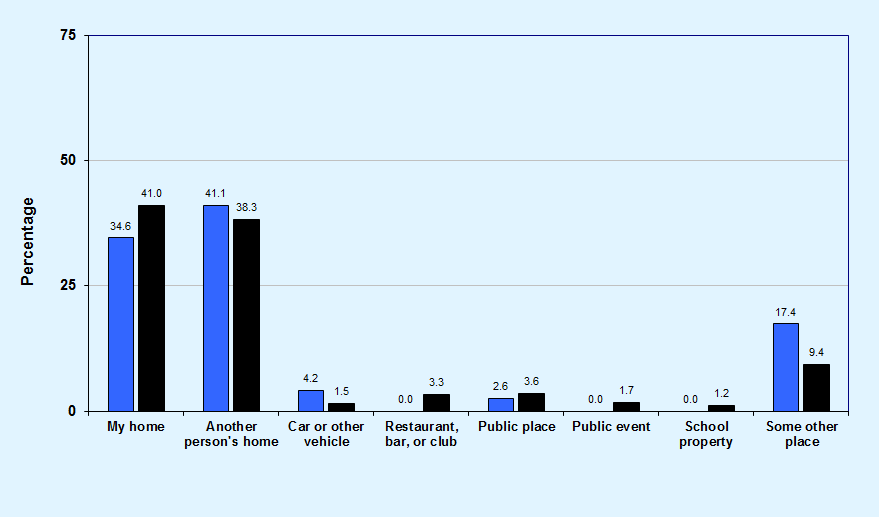 75
50
25
0
Percentage
34.6
41.0
41.1
38.3
4.2
1.5
0.0
3.3
2.6
3.6
0.0
1.7
0.0
1.2
17.4
9.4
My home
Another
person's home
Car or other
vehicle
Restaurant,
bar, or club
Public place
Public event
School
property
Some other
place